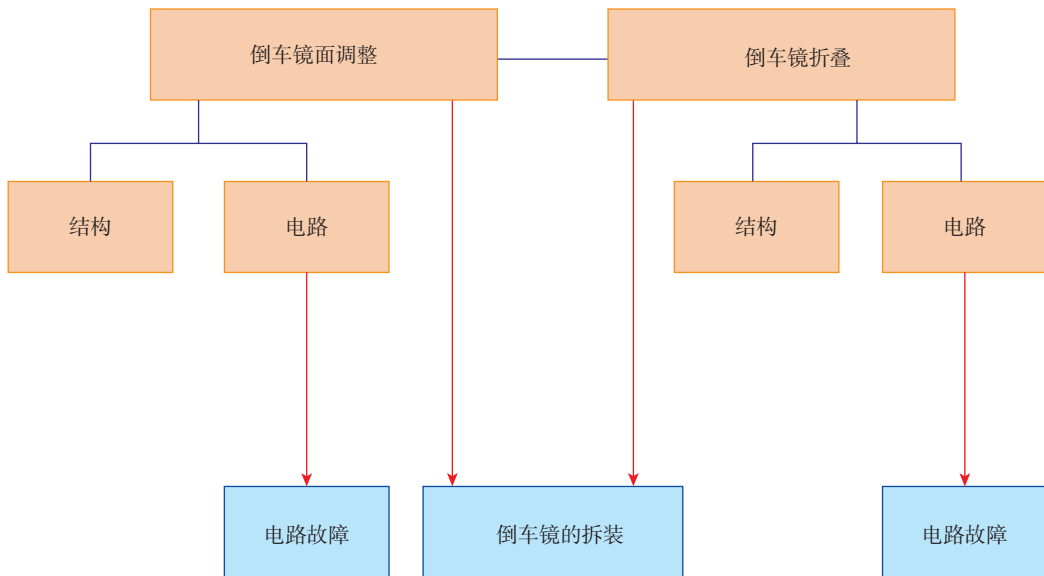 倒车镜面调整
倒车镜折叠
结构
电路
结构
电路
电路故障
倒车镜的拆装
电路故障